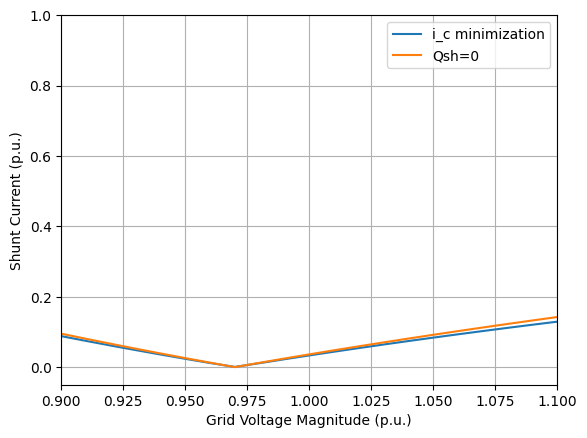 1.0
0.8
0.6
0.4
0.2
0.0
Shunt Current (p.u.)
i_c minimization
Qsh=0
0.900 0.925 0.950 0.975 1.000 1.025 1.050 1.075 1.100
Grid Voltage Magnitude (p.u.)